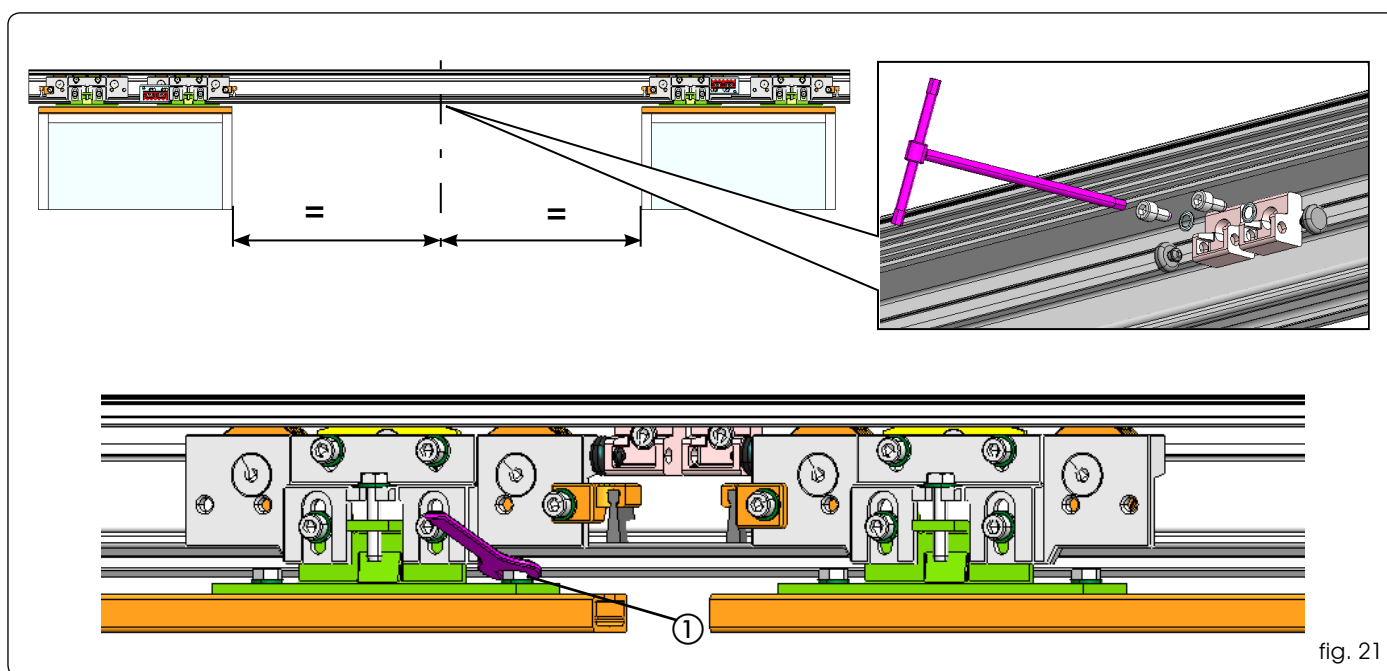 = =
①
fig. 21